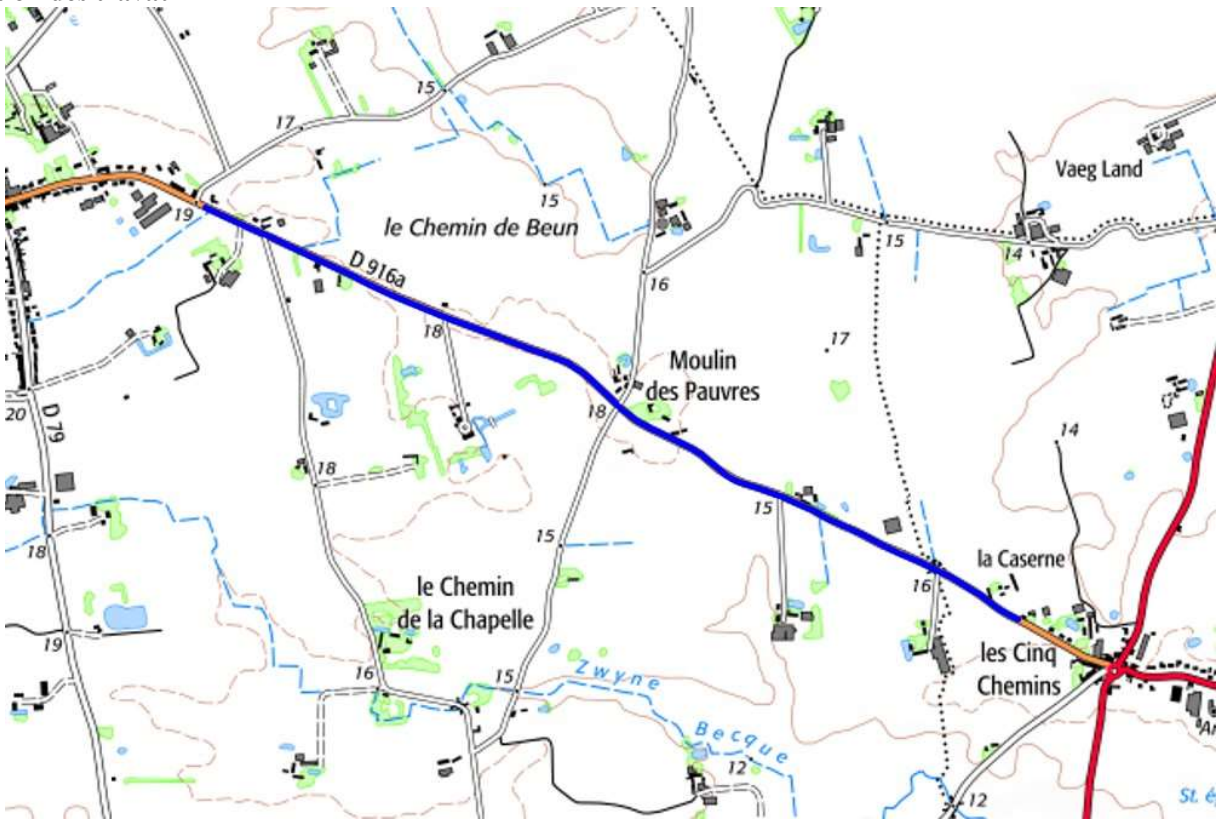 15
17
15
Vaeg Land
19
le Chemin de Beun
15
14
D 916a
16
18
17
Moulin
des Pauvres
20
D 79
18
14
18
15
15
18
16
la Caserne
le Chemin
de la Chapelle
19
les Cinq
Chemins
16
15
Zwyne
Becque
12
12
St. é